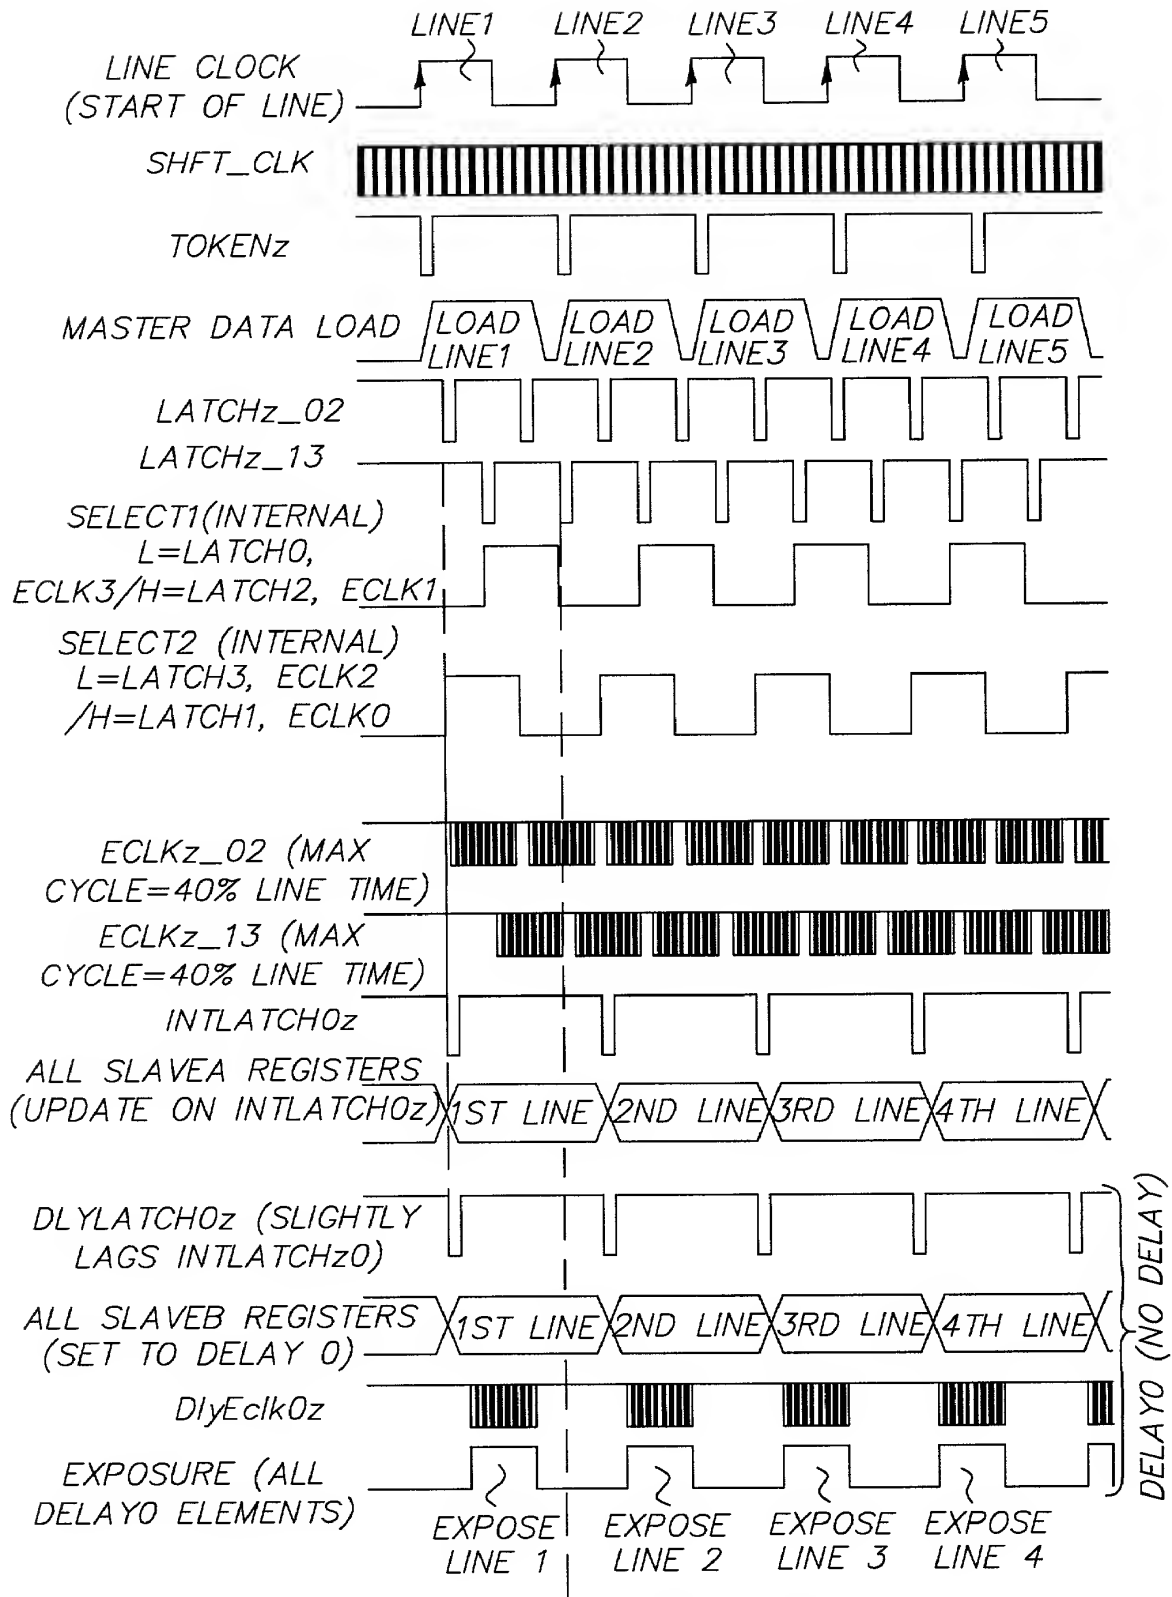 LINE1 LINE2 LINE3 LINE4 LINE5
LINE CLOCK
(START OF LINE)
SHFT_CLK
TOKENz
MASTER DATA LOAD
LOAD LINE1
LOAD LINE2
LOAD LINE3
LOAD LINE4
LOAD LINE5
LATCHz_02
LATCHz_13
SELECT1(INTERNAL)
L=LATCH0,
ECLK3/H=LATCH2, ECLK1
SELECT2 (INTERNAL)
L=LATCH3, ECLK2
/H=LATCH1, ECLK0
ECLKz_02 (MAX
CYCLE=40% LINE TIME)
ECLKz_13 (MAX
CYCLE=40% LINE TIME)
INTLATCH0z
ALL SLAVEA REGISTERS
(UPDATE ON INTLATCH0z)
1ST LINE 2ND LINE 3RD LINE 4TH LINE
DLYLATCH0z (SLIGHTLY
LAGS INTLATCHz0)
ALL SLAVEB REGISTERS
(SET TO DELAY 0)
1ST LINE 2ND LINE 3RD LINE 4TH LINE
DlyEclk0z
EXPOSURE (ALL
DELAY0 ELEMENTS)
EXPOSE LINE 1
EXPOSE LINE 2
EXPOSE LINE 3
EXPOSE LINE 4
DELAY0 (NO DELAY)